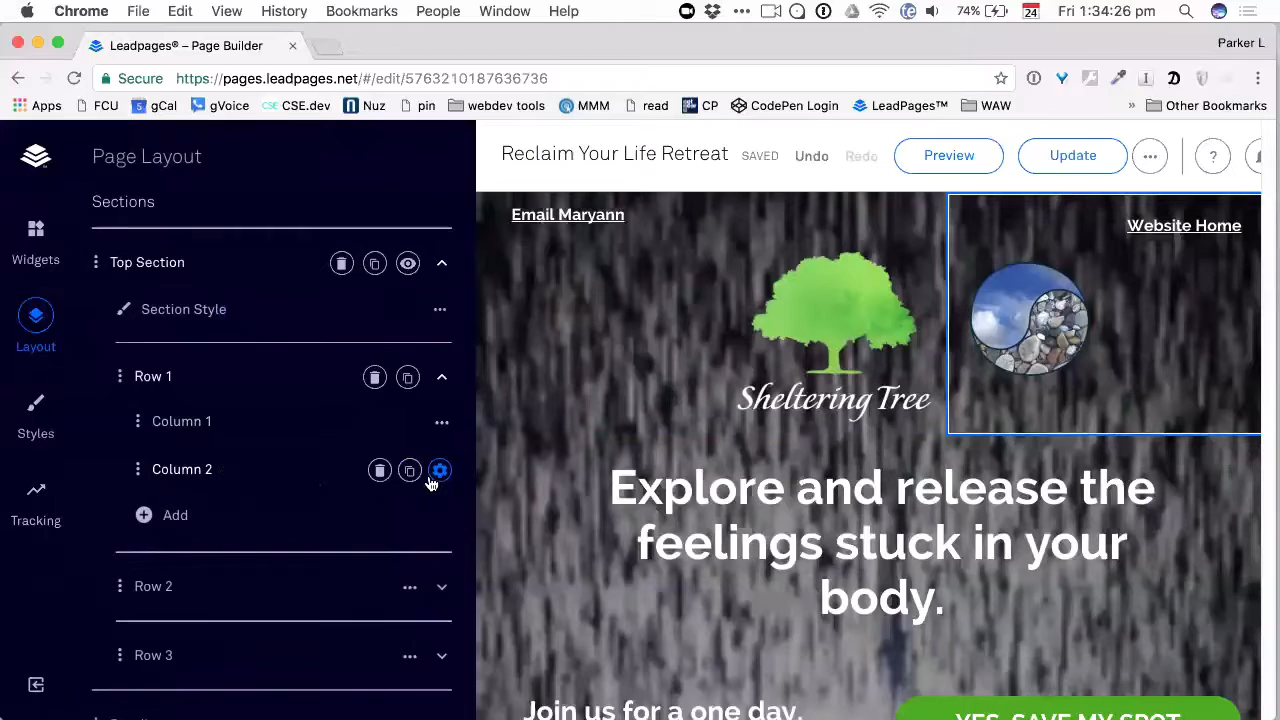 Chrome File Edit View History Bookmarks People Window Help 74% 24 Fri 1:34:26 pm
Leadpages® – Page Builder Parker L
Secure https://pages.leadpages.net/#/edit/5763210187636736
Apps FCU gCal gVoice CSE.dev Nuz pin webdev tools MMM read CP CodePen Login LeadPages™ WAW » Other Bookmarks
Page Layout
Reclaim Your Life Retreat SAVED Undo Redo Preview Update ?
Sections
Email Maryann
Website Home
Widgets
Top Section
Section Style
Layout
Row 1
Sheltering Tree
Column 1
Styles
Column 2
Explore and release the
feelings stuck in your
body.
Add
Tracking
Row 2
Row 3
Join us for a one day,
YES, SAVE MY SPOT